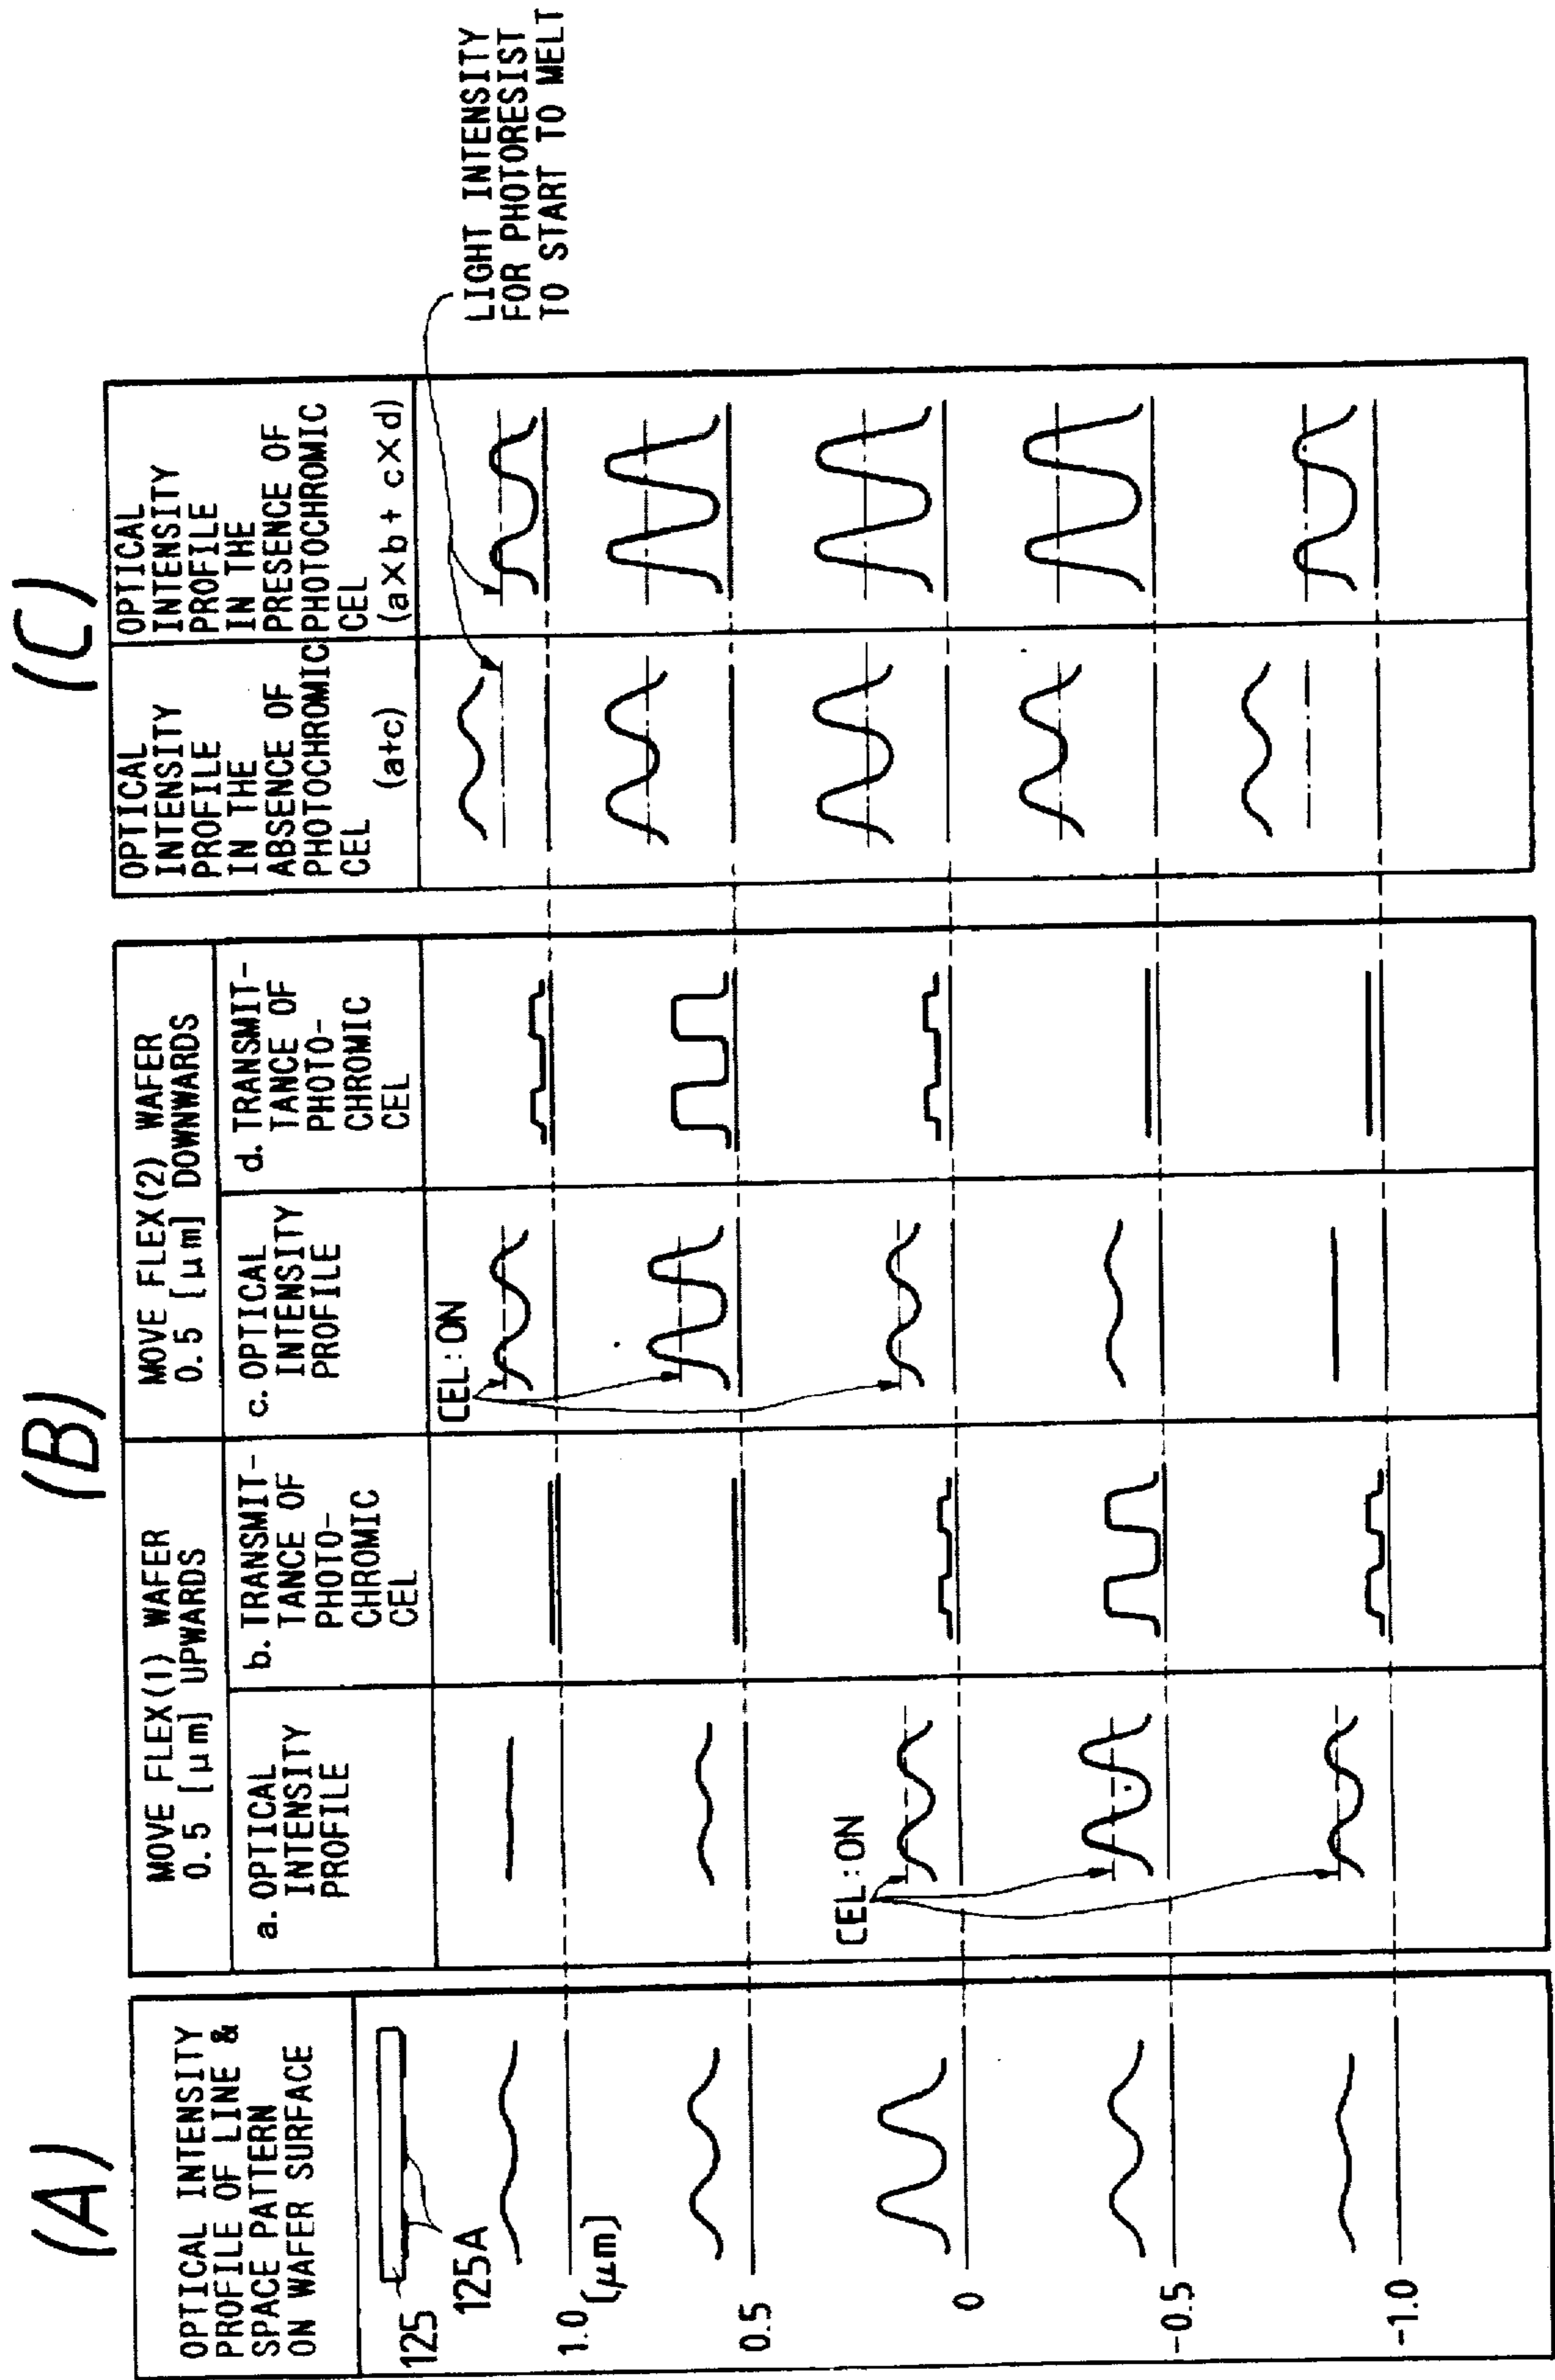 (A)
OPTICAL INTENSITY
PROFILE OF LINE &
SPACE PATTERN
ON WAFER SURFACE
125
125A
1.0
(μm)
0.5
0
-0.5
-1.0
(B)
MOVE FLEX(1) WAFER
0.5 [μm] UPWARDS
a. OPTICAL
INTENSITY
PROFILE
CEL:ON
b. TRANSMIT-
TANCE OF
PHOTO-
CHROMIC
CEL
MOVE FLEX(2) WAFER
0.5 [μm] DOWNWARDS
c. OPTICAL
INTENSITY
PROFILE
CEL:ON
d. TRANSMIT-
TANCE OF
PHOTO-
CHROMIC
CEL
(C)
OPTICAL
INTENSITY
PROFILE
IN THE
ABSENCE OF
PHOTOCHROMIC
CEL
(a+c)
OPTICAL
INTENSITY
PROFILE
IN THE
PRESENCE OF
PHOTOCHROMIC
CEL
(a×b + c×d)
LIGHT INTENSITY
FOR PHOTORESIST
TO START TO MELT